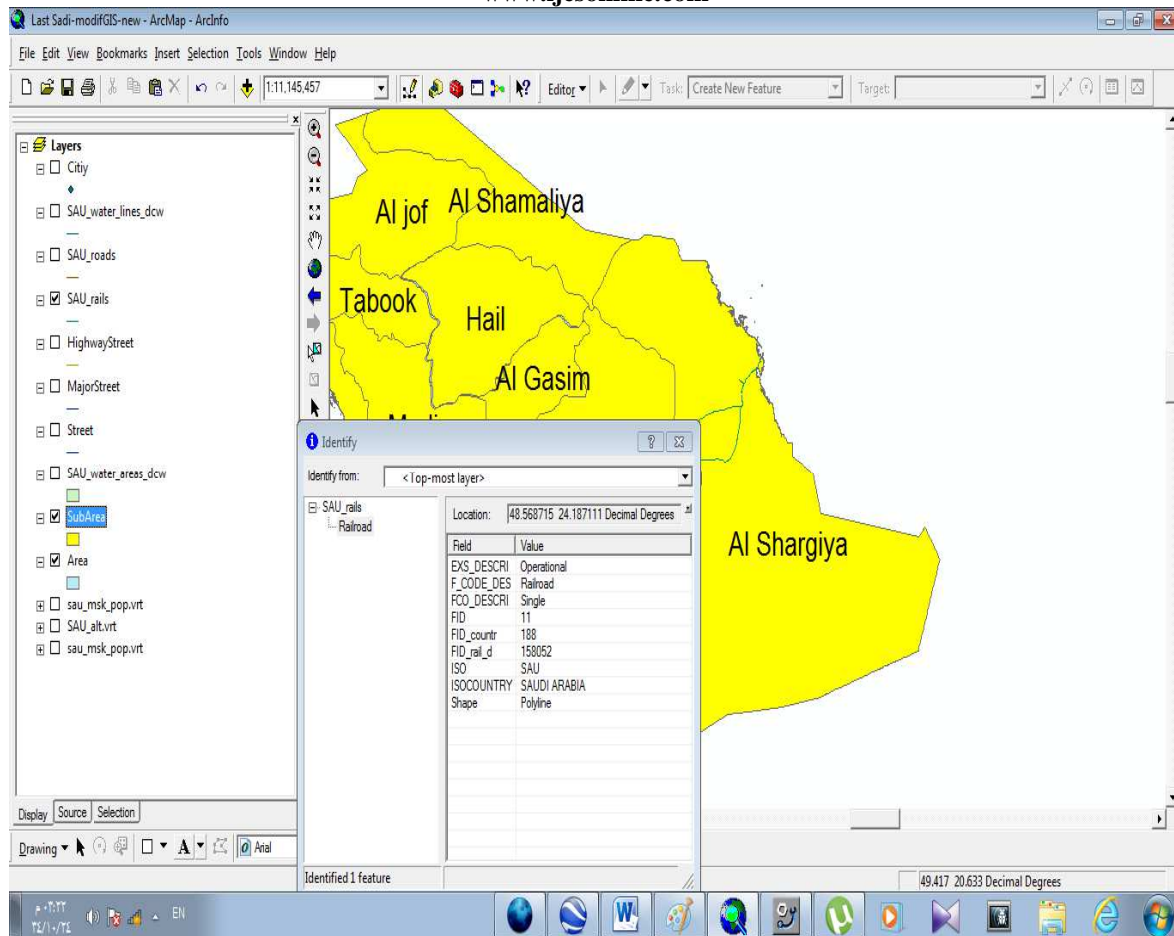 www.ijesonline.com
Last Sadi-modifGIS-new - ArcMap - ArcInfo
File Edit View Bookmarks Insert Selection Tools Window Help
1:11,145,457
Editor
Task: Create New Feature
Target:
Layers
Citiy
SAU_water_lines_dcw
SAU_roads
SAU_rails
HighwayStreet
MajorStreet
Street
SAU_water_areas_dcw
SubArea
Area
sau_msk_pop.vrt
SAU_alt.vrt
sau_msk_pop.vrt
Display Source Selection
Al jof
Al Shamaliya
Tabook
Hail
Al Gasim
Al Shargiya
Identify
Identify from: <Top-most layer>
SAU_rails
Railroad
Location: 48.568715 24.187111 Decimal Degrees
Field Value
EXS_DESCRI Operational
F_CODE_DES Railroad
FCO_DESCRI Single
FID 11
FID_countr 188
FID_rail_d 158052
ISO SAU
ISOCOUNTRY SAUDI ARABIA
Shape Polyline
Identified 1 feature
Drawing A Arial
49.417 20.633 Decimal Degrees
EN